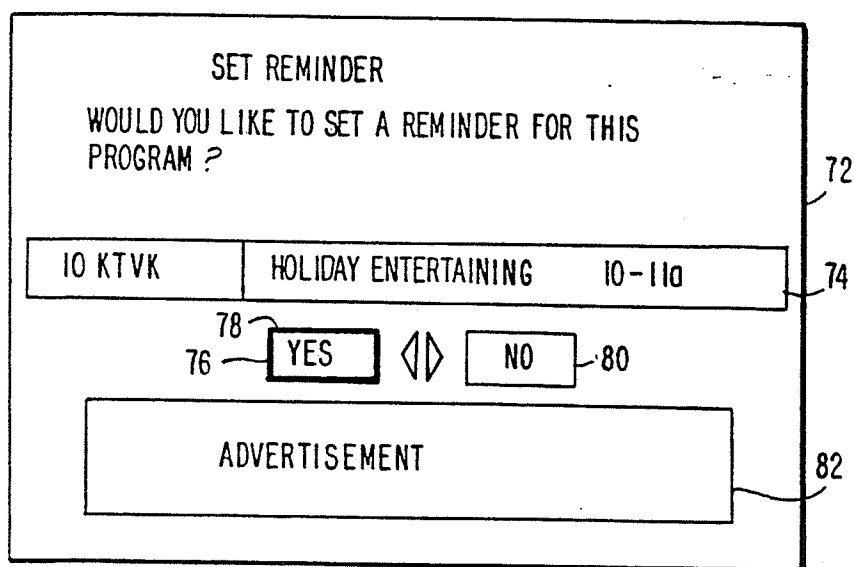 SET REMINDER
WOULD YOU LIKE TO SET A REMINDER FOR THIS
PROGRAM ?
72
10 KTVK HOLIDAY ENTERTAINING 10-11a
74
78
76 YES NO 80
ADVERTISEMENT
82